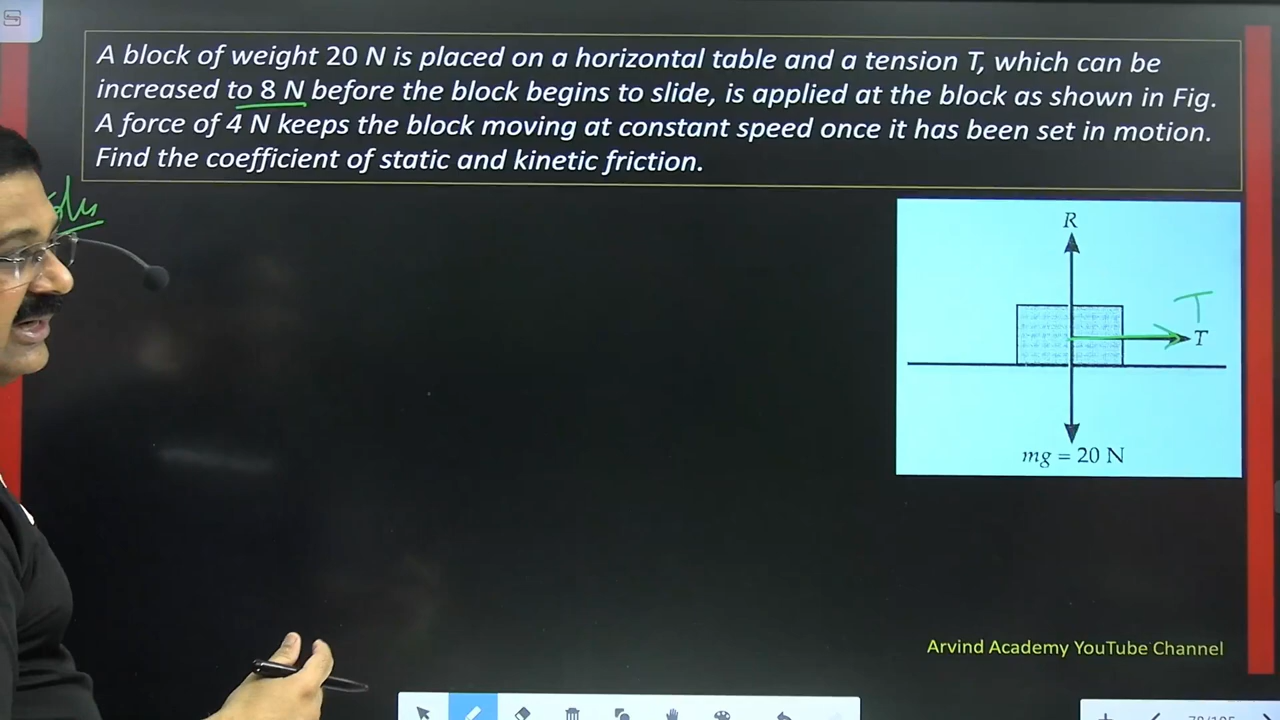 A block of weight 20 N is placed on a horizontal table and a tension T, which can be
increased to 8 N before the block begins to slide, is applied at the block as shown in Fig.
A force of 4 N keeps the block moving at constant speed once it has been set in motion.
Find the coefficient of static and kinetic friction.
R
T
T
mg = 20 N
Arvind Academy YouTube Channel